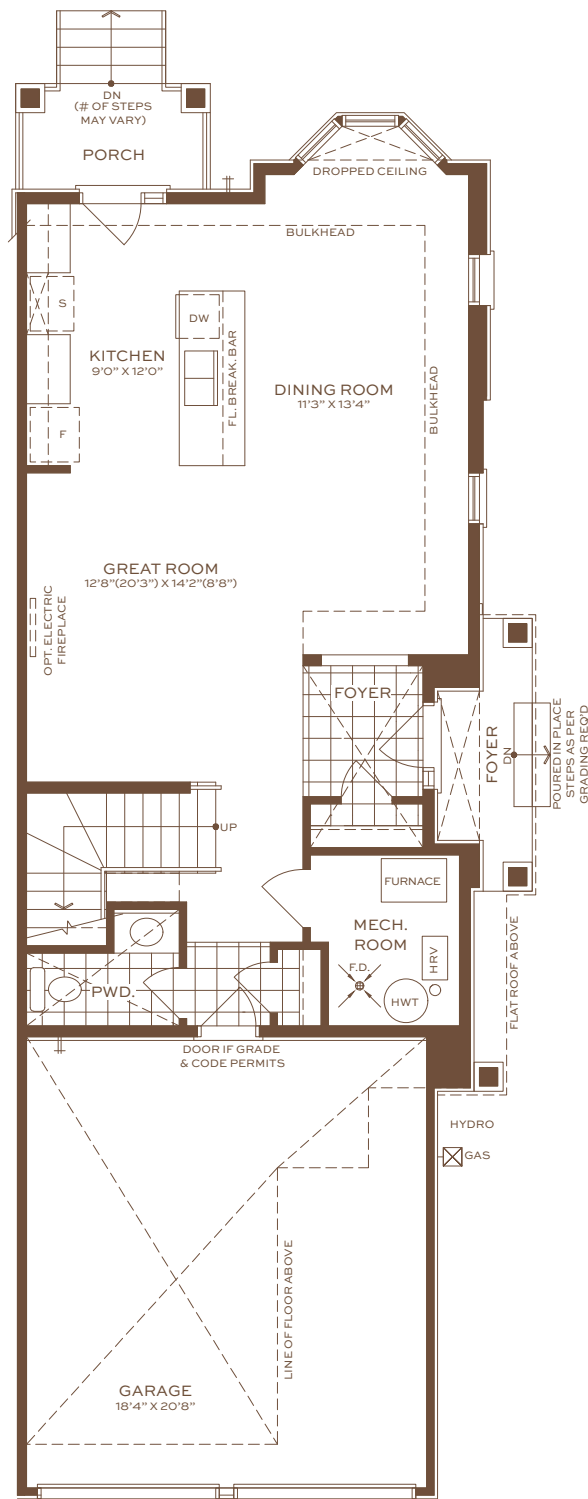 DN
(# OF STEPS
MAY VARY)
PORCH
DROPPED CEILING
BULKHEAD
S
DW
KITCHEN
9'0" X 12'0"
FL. BREAK. BAR
DINING ROOM
11'3" X 13'4"
BULKHEAD
F
GREAT ROOM
12'8"(20'3") X 14'2"(8'8")
OPT. ELECTRIC
FIREPLACE
FOYER
FOYER
DN
POURED IN PLACE
STEPS AS PER
GRADING REQ'D
UP
FURNACE
MECH.
ROOM
HRV
F.D.
HWT
PWD.
FLAT ROOF ABOVE
DOOR IF GRADE
& CODE PERMITS
HYDRO
GAS
LINE OF FLOOR ABOVE
GARAGE
18'4" X 20'8"